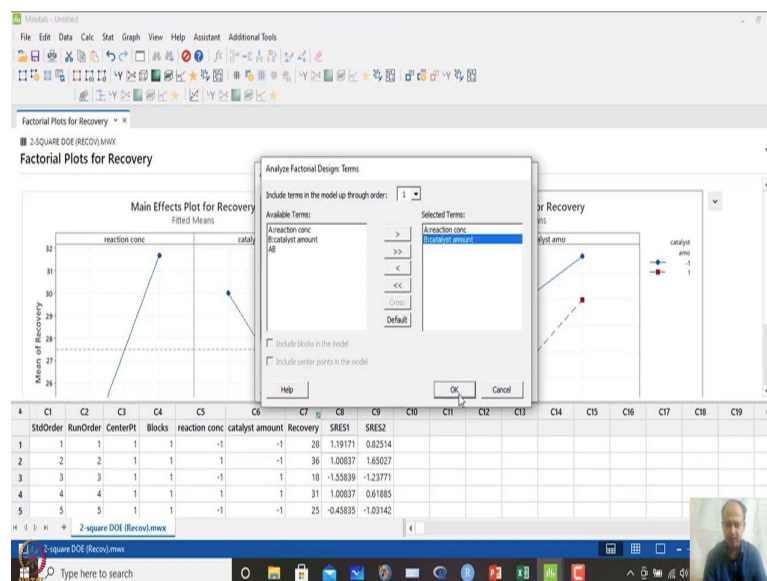 Minitab - Untitled
File Edit Data Calc Stat Graph View Help Assistant Additional Tools
Factorial Plots for Recovery
2-SQUARE DOE (RECOV).MWX
Factorial Plots for Recovery
Main Effects Plot for Recovery
Fitted Means
reaction conc
cataly
32
31
30
29
28
27
26
Mean of Recovery
Analyze Factorial Design: Terms
Include terms in the model up through order: 1
Available Terms:
A:reaction conc
B:catalyst amount
AB
>
>>
<
<<
Cross
Default
Selected Terms:
A:reaction conc
B:catalyst amount
Include blocks in the model
Include center points in the model
Help
OK
Cancel
or Recovery
ns
alyst amo
catalyst
amo
-1
1
C1 C2 C3 C4 C5 C6 C7 C8 C9 C10 C11 C12 C13 C14 C15 C16 C17 C18 C19
StdOrder RunOrder CenterPt Blocks reaction conc catalyst amount Recovery SRES1 SRES2
1 1 1 1 1 -1 -1 28 1.19171 0.82514
2 2 2 1 1 1 -1 36 1.00837 1.65027
3 3 3 1 1 -1 1 18 -1.55839 -1.23771
4 4 4 1 1 1 1 31 1.00837 0.61885
5 5 5 1 1 -1 -1 25 -0.45835 -1.03142
2-square DOE (Recov).mwx
2-square DOE (Recov).mwx
Type here to search